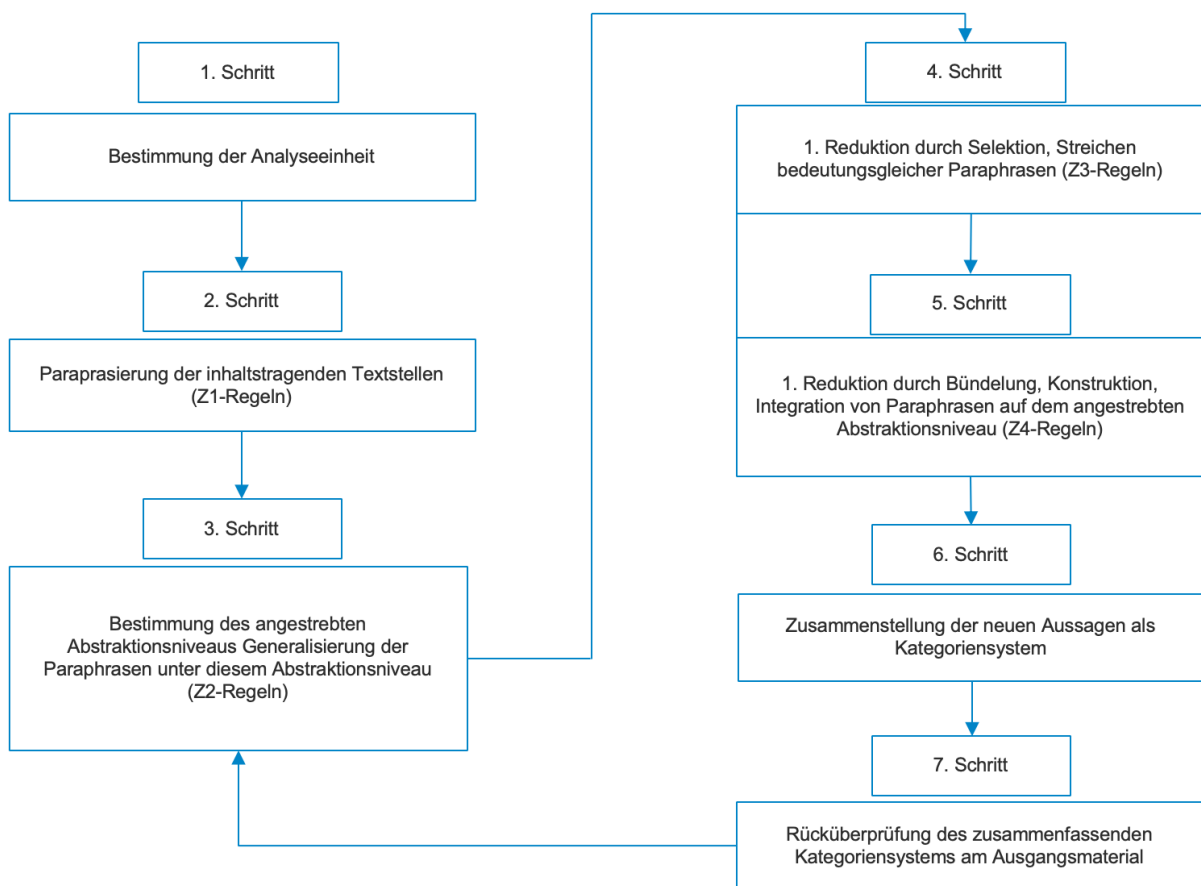 1. Schritt
Bestimmung der Analyseeinheit
2. Schritt
Paraprasierung der inhaltstragenden Textstellen
(Z1-Regeln)
3. Schritt
Bestimmung des angestrebten
Abstraktionsniveaus Generalisierung der
Paraphrasen unter diesem Abstraktionsniveau
(Z2-Regeln)
4. Schritt
1. Reduktion durch Selektion, Streichen
bedeutungsgleicher Paraphrasen (Z3-Regeln)
5. Schritt
1. Reduktion durch Bündelung, Konstruktion,
Integration von Paraphrasen auf dem angestrebten
Abstraktionsniveau (Z4-Regeln)
6. Schritt
Zusammenstellung der neuen Aussagen als
Kategoriensystem
7. Schritt
Rücküberprüfung des zusammenfassenden
Kategoriensystems am Ausgangsmaterial